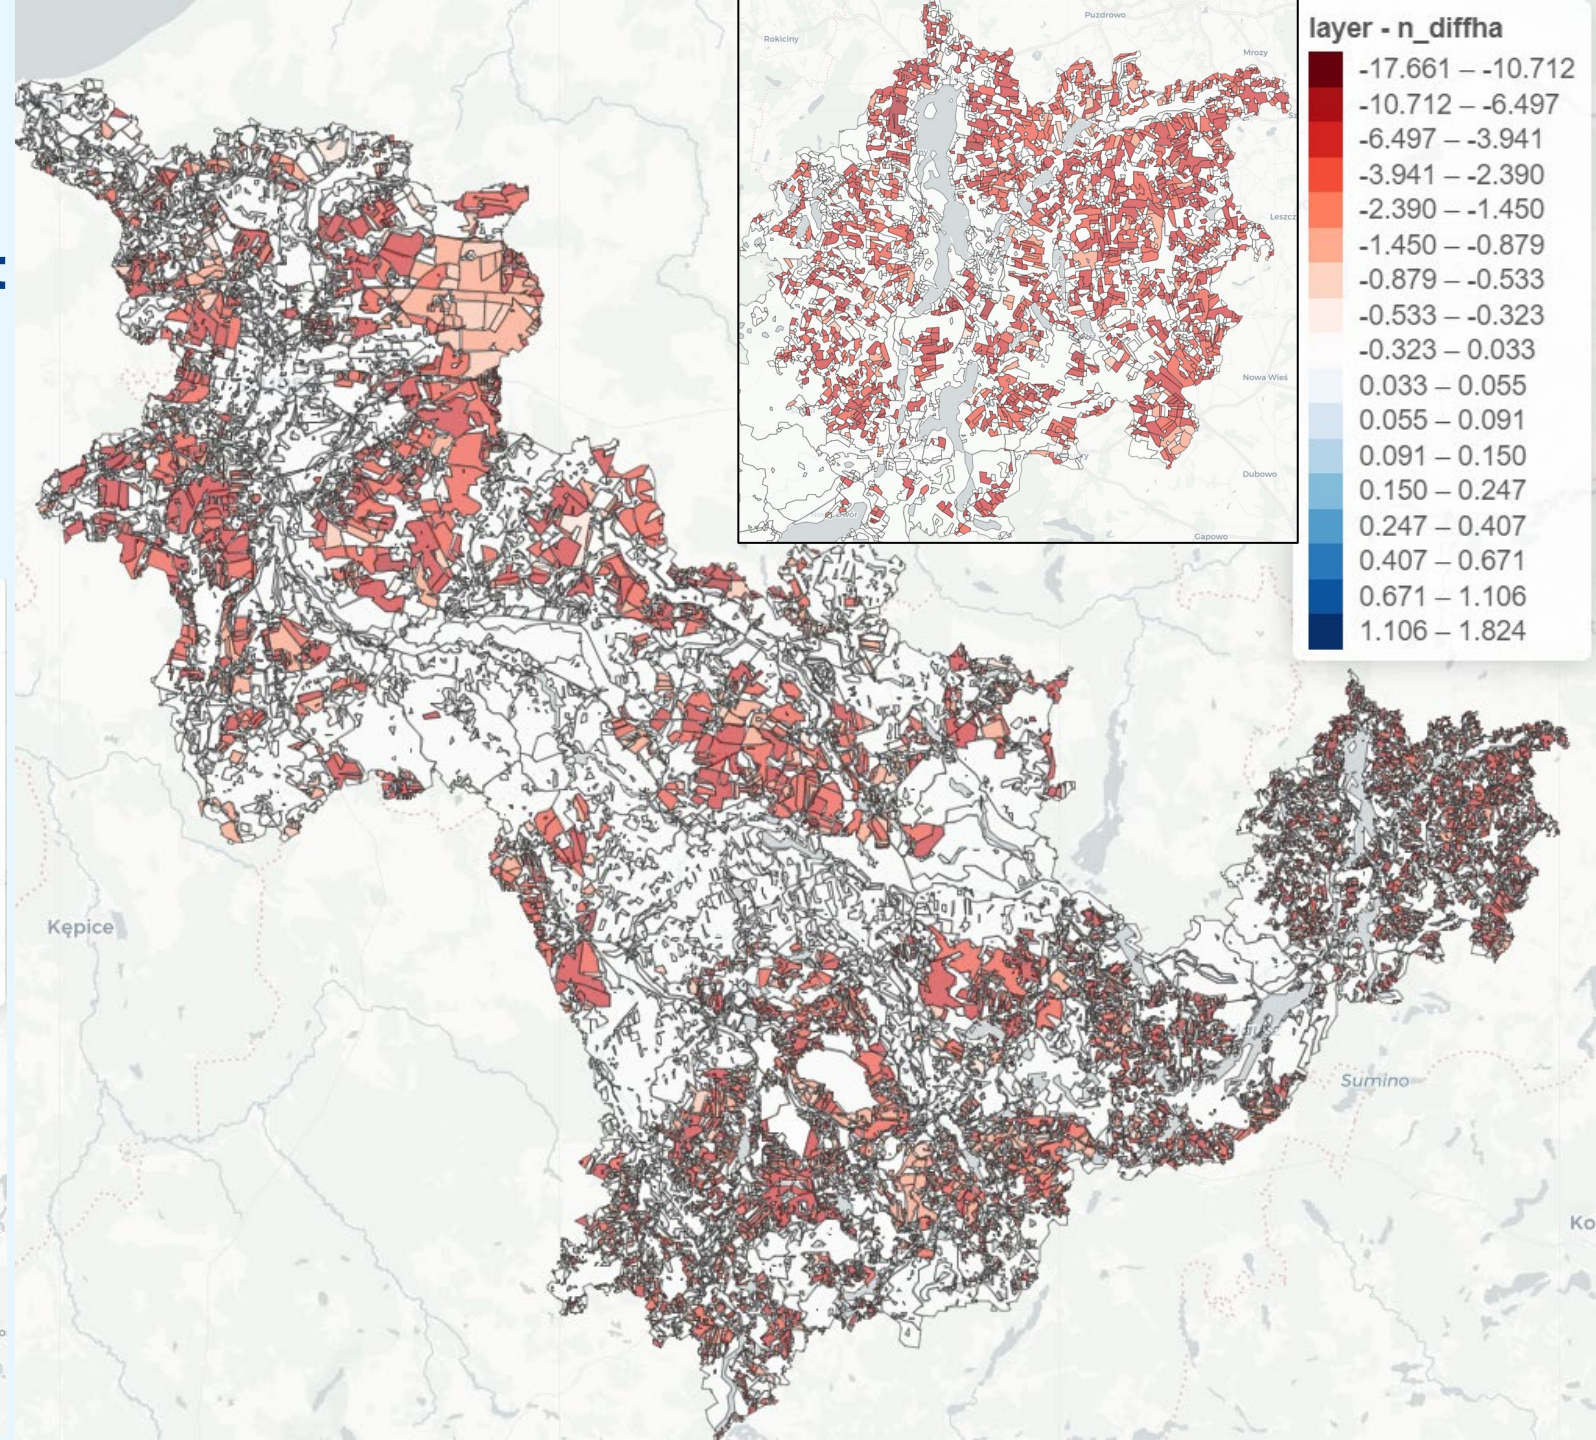 Puzdrowo
Rokiciny
Mrozy
Leszcz
Nowa Wieś
Dubowo
Gapowo
layer - n_diffha
-17.661 – -10.712
-10.712 – -6.497
-6.497 – -3.941
-3.941 – -2.390
-2.390 – -1.450
-1.450 – -0.879
-0.879 – -0.533
-0.533 – -0.323
-0.323 – 0.033
0.033 – 0.055
0.055 – 0.091
0.091 – 0.150
0.150 – 0.247
0.247 – 0.407
0.407 – 0.671
0.671 – 1.106
1.106 – 1.824
Kępice
Sumino
Ko